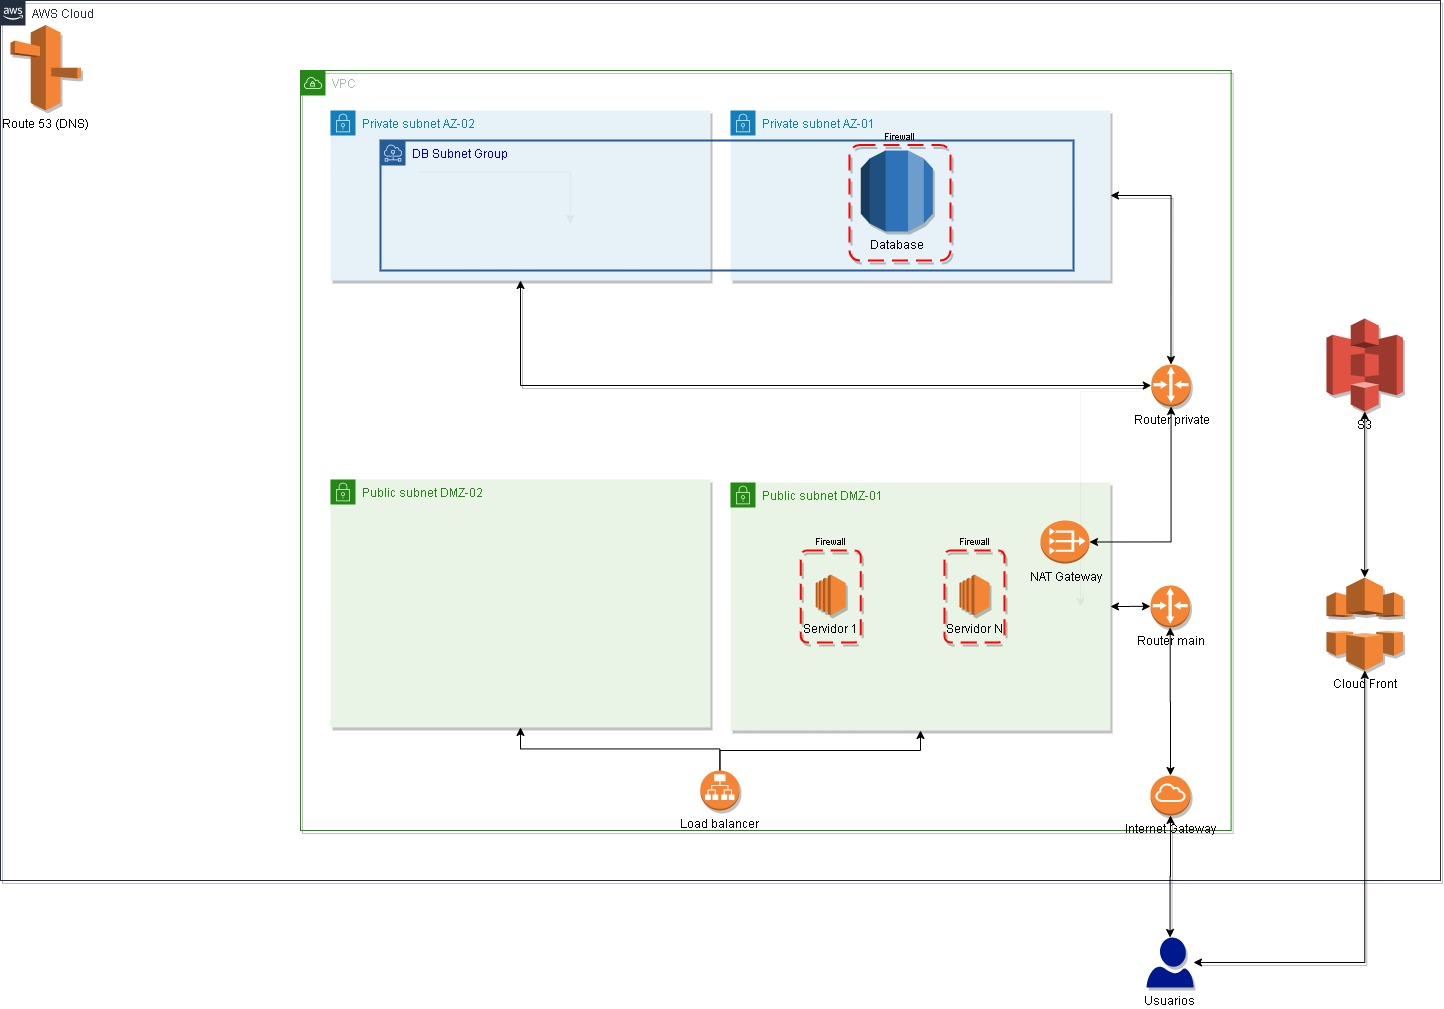 aws
AWS Cloud
Route 53 (DNS)
VPC
Private subnet AZ-02
Private subnet AZ-01
Firewall
DB Subnet Group
Database
Router private
S3
Public subnet DMZ-02
Public subnet DMZ-01
Firewall
Firewall
NAT Gateway
Servidor 1
Servidor N
Router main
Cloud Front
Load balancer
Internet Gateway
Usuarios